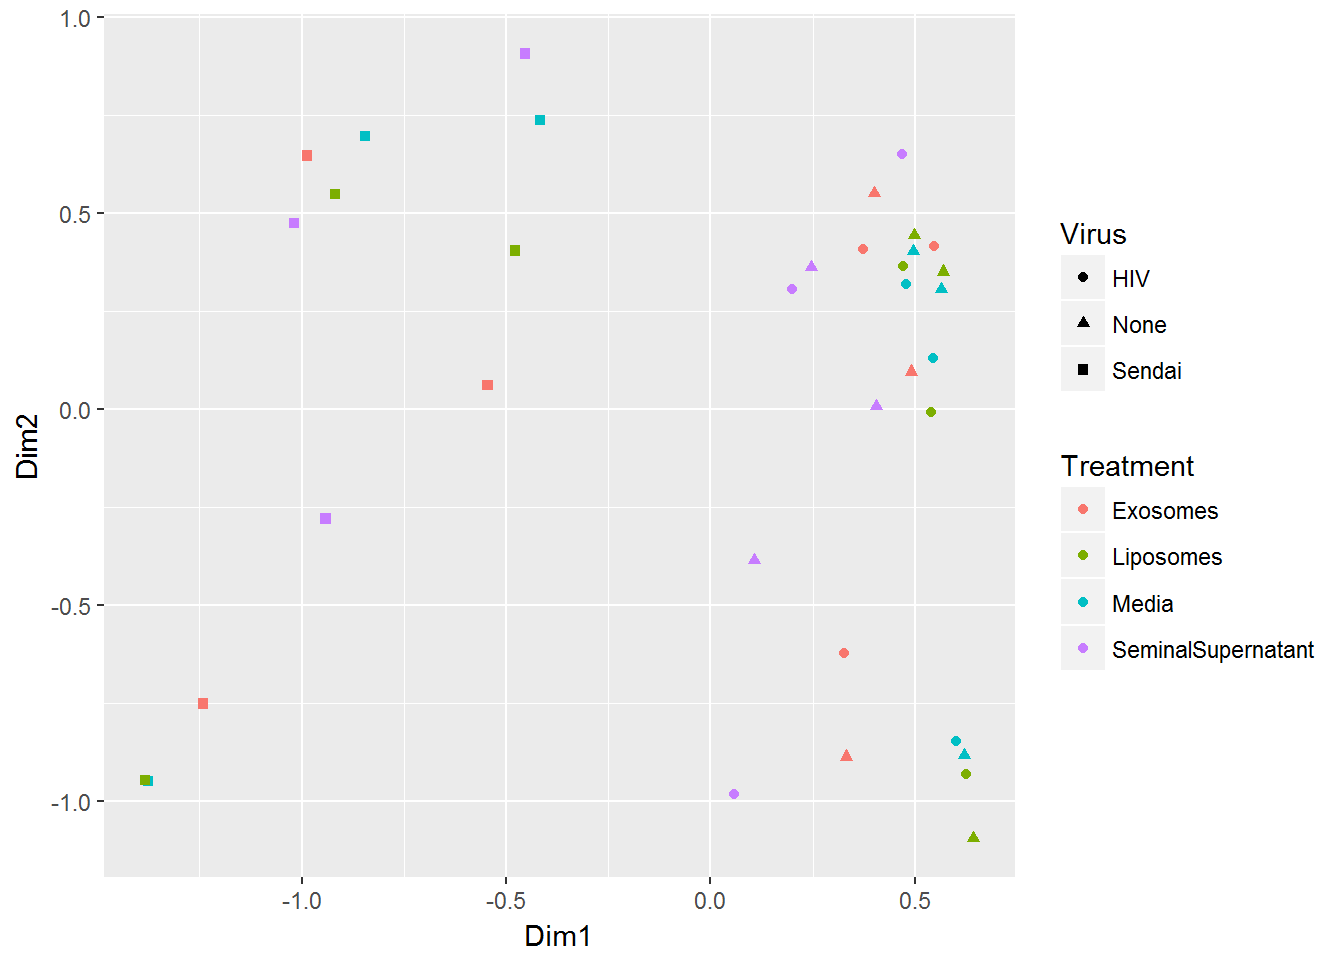 1.0
0.5
0.0
-0.5
-1.0
Dim2
-1.0 -0.5 0.0 0.5
Dim1
Virus
HIV
None
Sendai
Treatment
Exosomes
Liposomes
Media
SeminalSupernatant